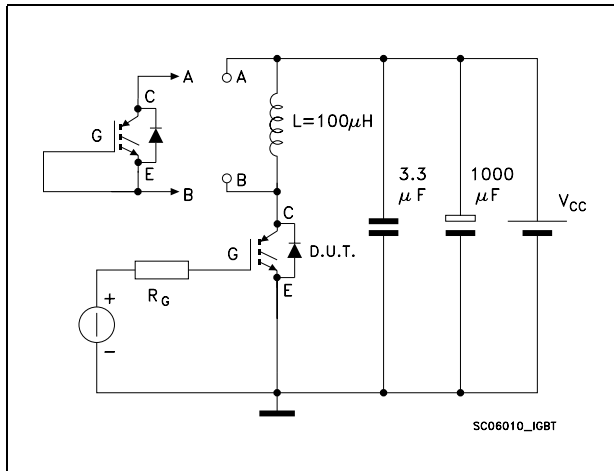 A
A
C
G
L=100μH
E
B
B
3.3
μF
1000
μF
VCC
C
G
D.U.T.
E
RG
+
−
SC06010_IGBT